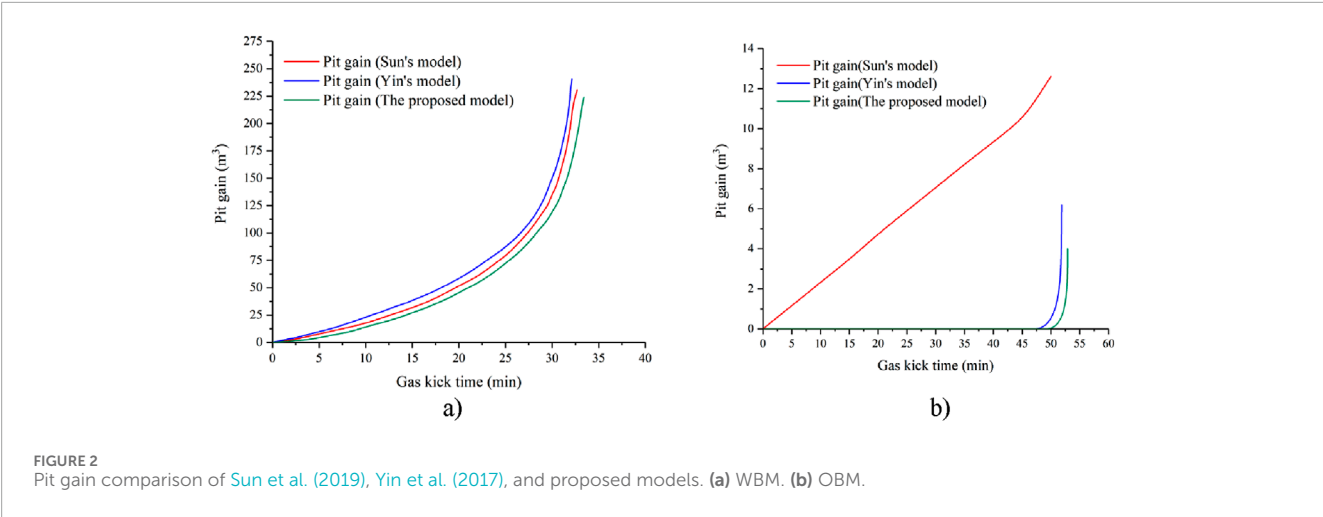 275
250
225
200
175
150
125
100
75
50
25
0
Pit gain (m³)
Pit gain (Sun's model)
Pit gain (Yin's model)
Pit gain (The proposed model)
0 5 10 15 20 25 30 35 40
Gas kick time (min)
a)
14
12
10
8
6
4
2
0
Pit gain (m³)
Pit gain(Sun's model)
Pit gain(Yin's model)
Pit gain(The proposed model)
0 5 10 15 20 25 30 35 40 45 50 55 60
Gas kick time (min)
b)
FIGURE 2
Pit gain comparison of Sun et al. (2019), Yin et al. (2017), and proposed models. (a) WBM. (b) OBM.